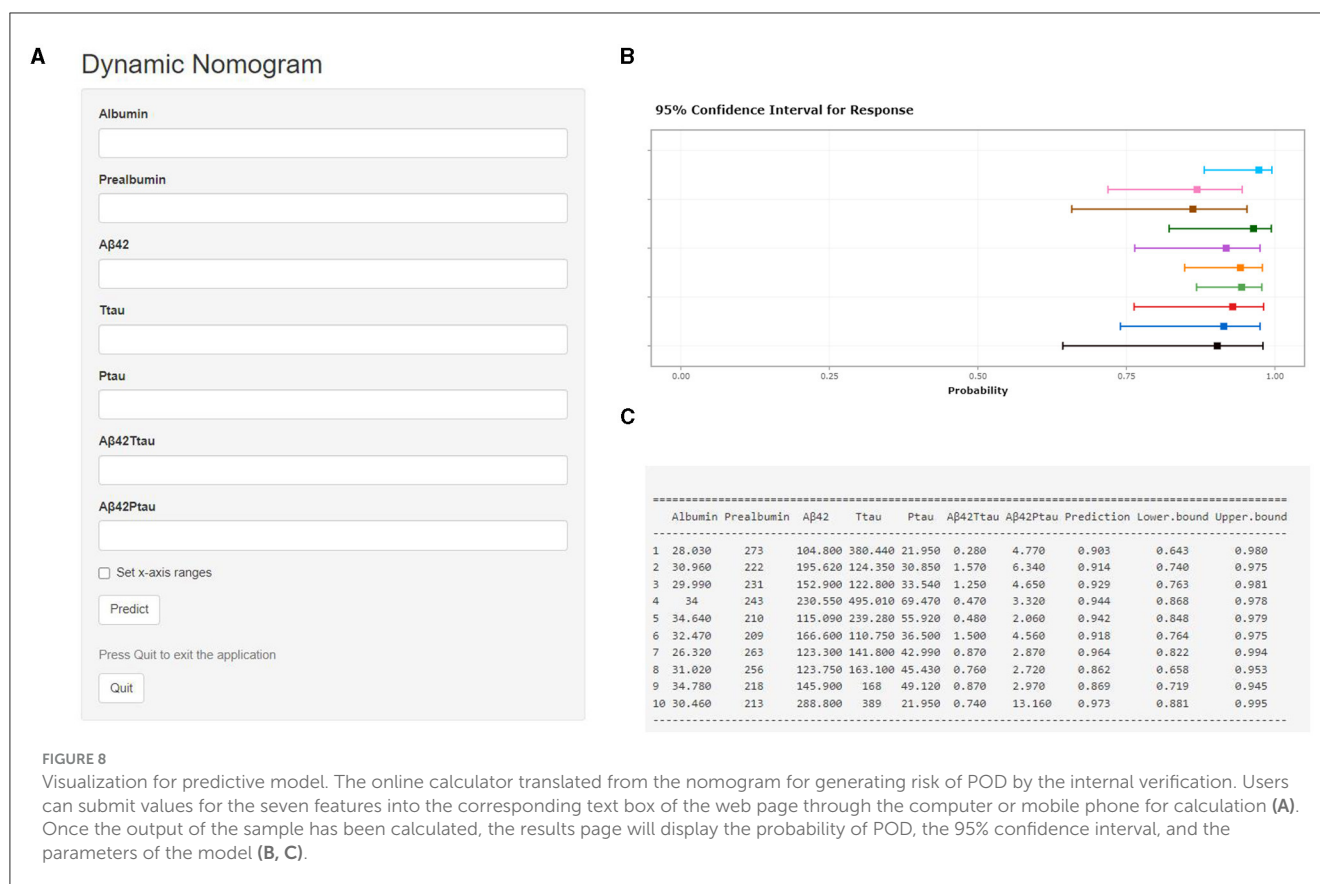 A
Dynamic Nomogram
Albumin
Prealbumin
Aβ42
Ttau
Ptau
Aβ42Ttau
Aβ42Ptau
Set x-axis ranges
Predict
Press Quit to exit the application
Quit
B
95% Confidence Interval for Response
0.00 0.25 0.50 0.75 1.00
Probability
C
==========================================================================================
Albumin Prealbumin Aβ42 Ttau Ptau Aβ42Ttau Aβ42Ptau Prediction Lower.bound Upper.bound
------------------------------------------------------------------------------------------
1 28.030 273 104.800 380.440 21.950 0.280 4.770 0.903 0.643 0.980
2 30.960 222 195.620 124.350 30.850 1.570 6.340 0.914 0.740 0.975
3 29.990 231 152.900 122.800 33.540 1.250 4.650 0.929 0.763 0.981
4 34 243 230.550 495.010 69.470 0.470 3.320 0.944 0.868 0.978
5 34.640 210 115.090 239.280 55.920 0.480 2.060 0.942 0.848 0.979
6 32.470 209 166.600 110.750 36.500 1.500 4.560 0.918 0.764 0.975
7 26.320 263 123.300 141.800 42.990 0.870 2.870 0.964 0.822 0.994
8 31.020 256 123.750 163.100 45.430 0.760 2.720 0.862 0.658 0.953
9 34.780 218 145.900 168 49.120 0.870 2.970 0.869 0.719 0.945
10 30.460 213 288.800 389 21.950 0.740 13.160 0.973 0.881 0.995
------------------------------------------------------------------------------------------
FIGURE 8
Visualization for predictive model. The online calculator translated from the nomogram for generating risk of POD by the internal verification. Users
can submit values for the seven features into the corresponding text box of the web page through the computer or mobile phone for calculation (A).
Once the output of the sample has been calculated, the results page will display the probability of POD, the 95% confidence interval, and the
parameters of the model (B, C).